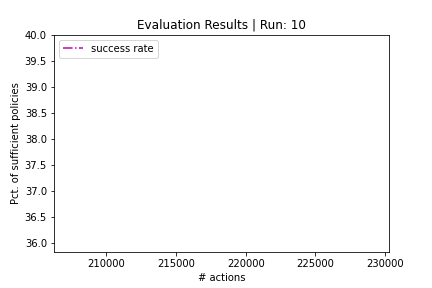 Evaluation Results | Run: 10
success rate
Pct. of sufficient policies
40.0
39.5
39.0
38.5
38.0
37.5
37.0
36.5
36.0
210000 215000 220000 225000 230000
# actions